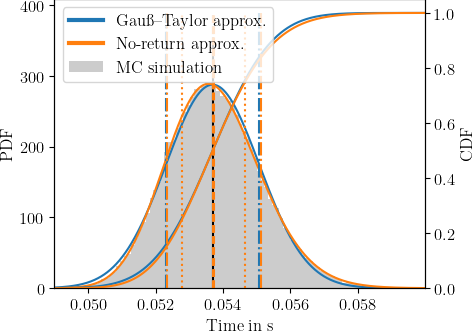 400
300
200
100
0
PDF
Gauß–Taylor approx.
No-return approx.
MC simulation
1.0
0.8
0.6
0.4
0.2
0.0
CDF
0.050 0.052 0.054 0.056 0.058
Time in s